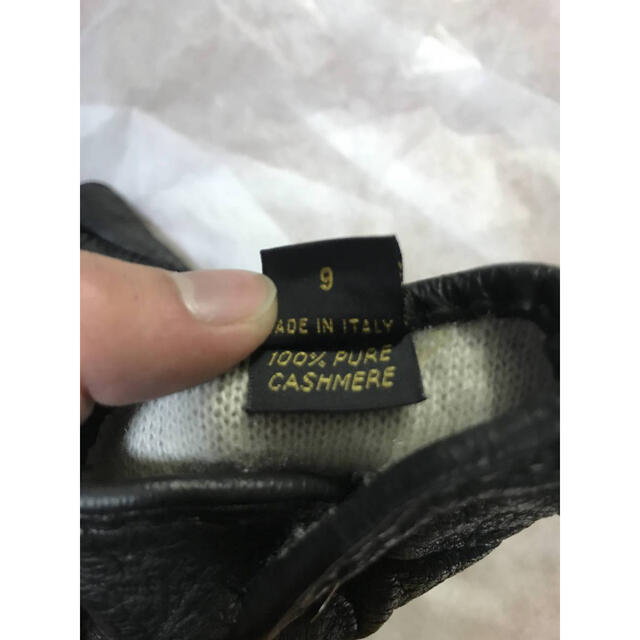 9
ADE IN ITALY
100% PURE
CASHMERE